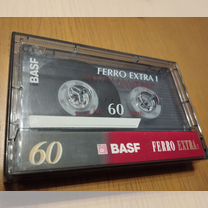 BASF
FERRO EXTRA I
60
60 BASF FERRO EXTRA I